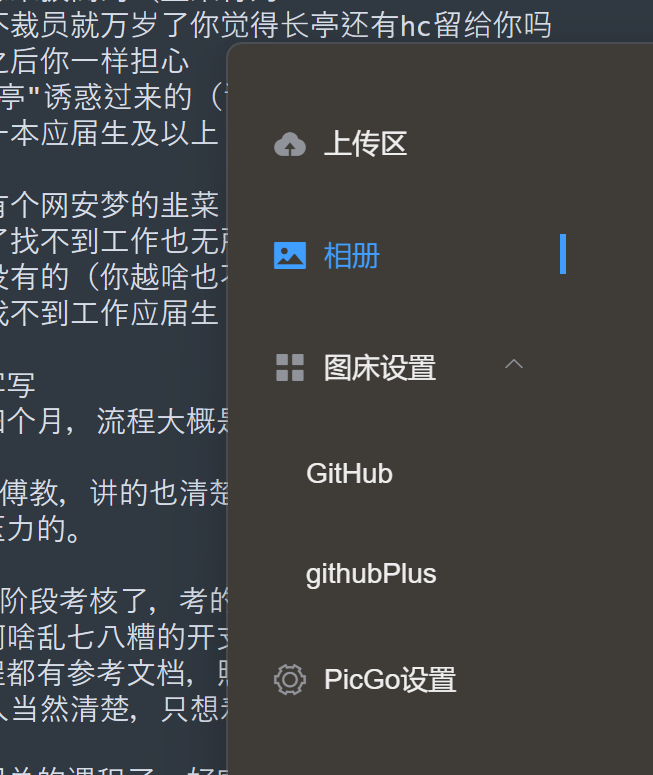 不裁员就万岁了你觉得长亭还有hc留给你吗
之后你一样担心
亭"诱惑过来的（
一本应届生及以上
有个网安梦的韭菜
了找不到工作也无
没有的（你越啥也
找不到工作应届生
写
个月，流程大概
傅教，讲的也清楚
压力的。
阶段考核了，考的
啥乱七八糟的开支
程都有参考文档，
人当然清楚，只想
上传区
相册
图床设置
GitHub
githubPlus
PicGo设置